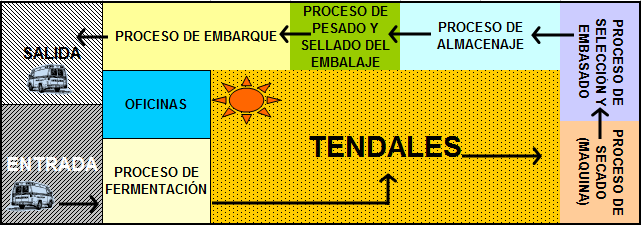 SALIDA
PROCESO DE EMBARQUE
PROCESO DE
PESADO Y
SELLADO DEL
EMBALAJE
PROCESO DE
ALMACENAJE
PROCESO DE
SELECCIÓN Y
EMBASADO
OFICINAS
TENDALES
ENTRADA
PROCESO DE
FERMENTACIÓN
PROCESO DE
SECADO
(MAQUINA)